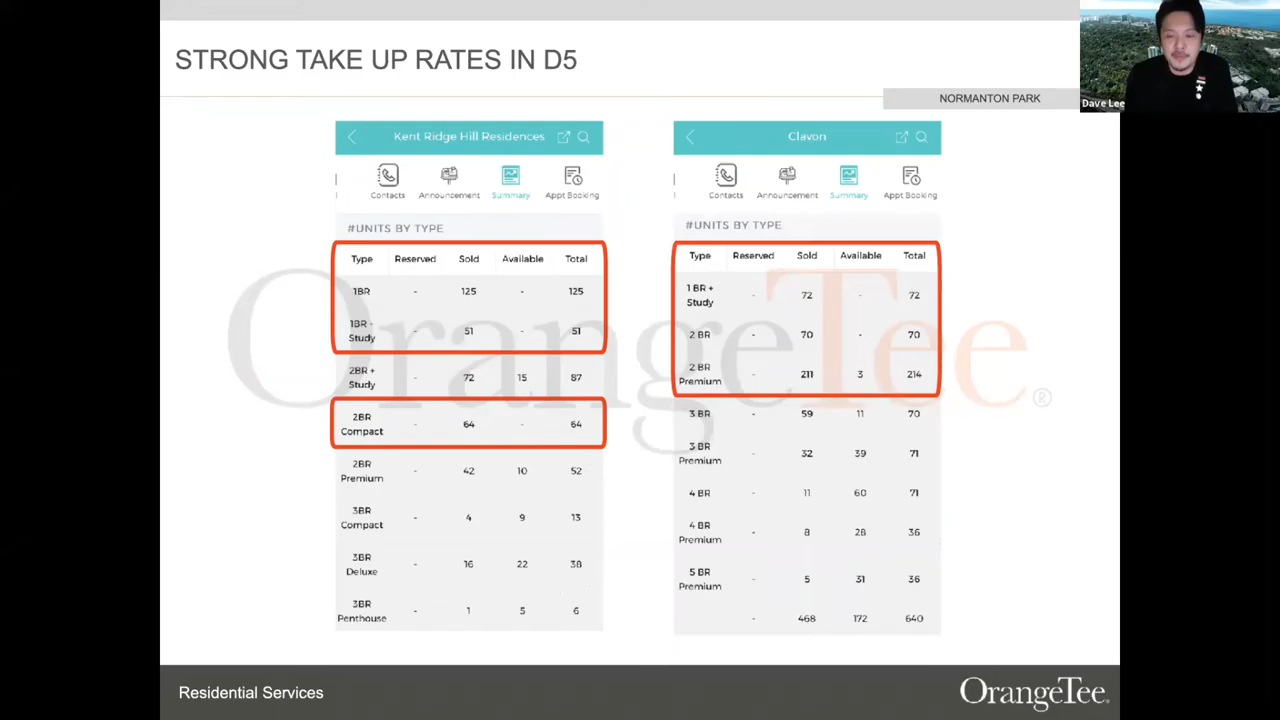 STRONG TAKE UP RATES IN D5
NORMANTON PARK
Dave Lee
Kent Ridge Hill Residences
Contacts Announcement Summary Appt Booking
#UNITS BY TYPE
Type Reserved Sold Available Total
1BR - 125 - 125
1BR -
Study - 51 - 51
2BR +
Study - 72 15 87
2BR
Compact - 64 - 64
2BR
Premium - 42 10 52
3BR
Compact - 4 9 13
3BR
Deluxe - 16 22 38
3BR
Penthouse - 1 5 6
Clavon
Contacts Announcement Summary Appt Booking
#UNITS BY TYPE
Type Reserved Sold Available Total
1 BR +
Study - 72 - 72
2 BR - 70 - 70
2 BR
Premium - 211 3 214
3 BR - 59 11 70
3 BR
Premium - 32 39 71
4 BR - 11 60 71
4 BR
Premium - 8 28 36
5 BR
Premium - 5 31 36
- 468 172 640
OrangeTee®
Residential Services
OrangeTee